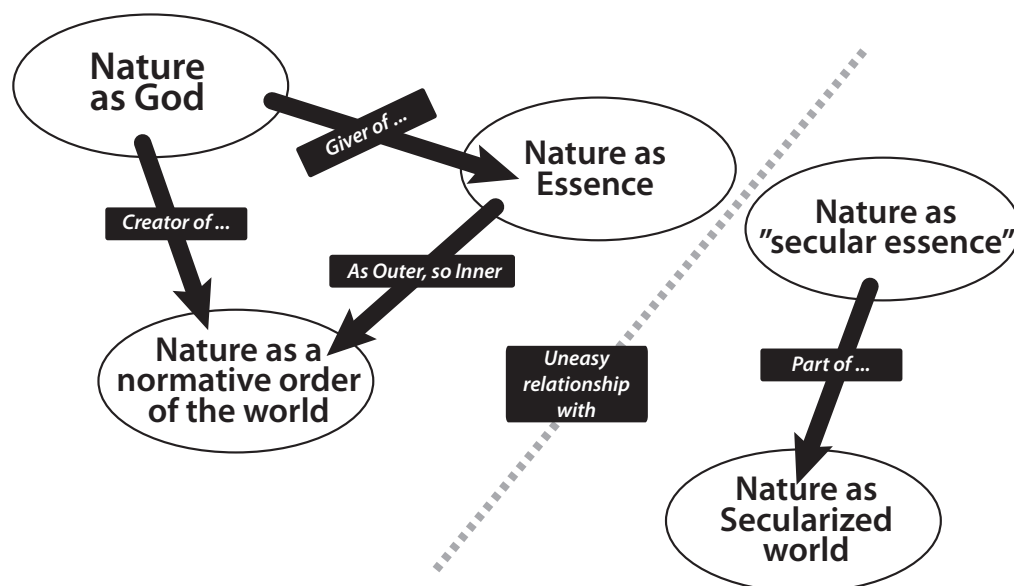 Nature
as God
Giver of ...
Nature as
Essence
Creator of ...
As Outer, so Inner
Nature as a
normative order
of the world
Uneasy
relationship
with
Nature as
”secular essence”
Part of ...
Nature as
Secularized
world